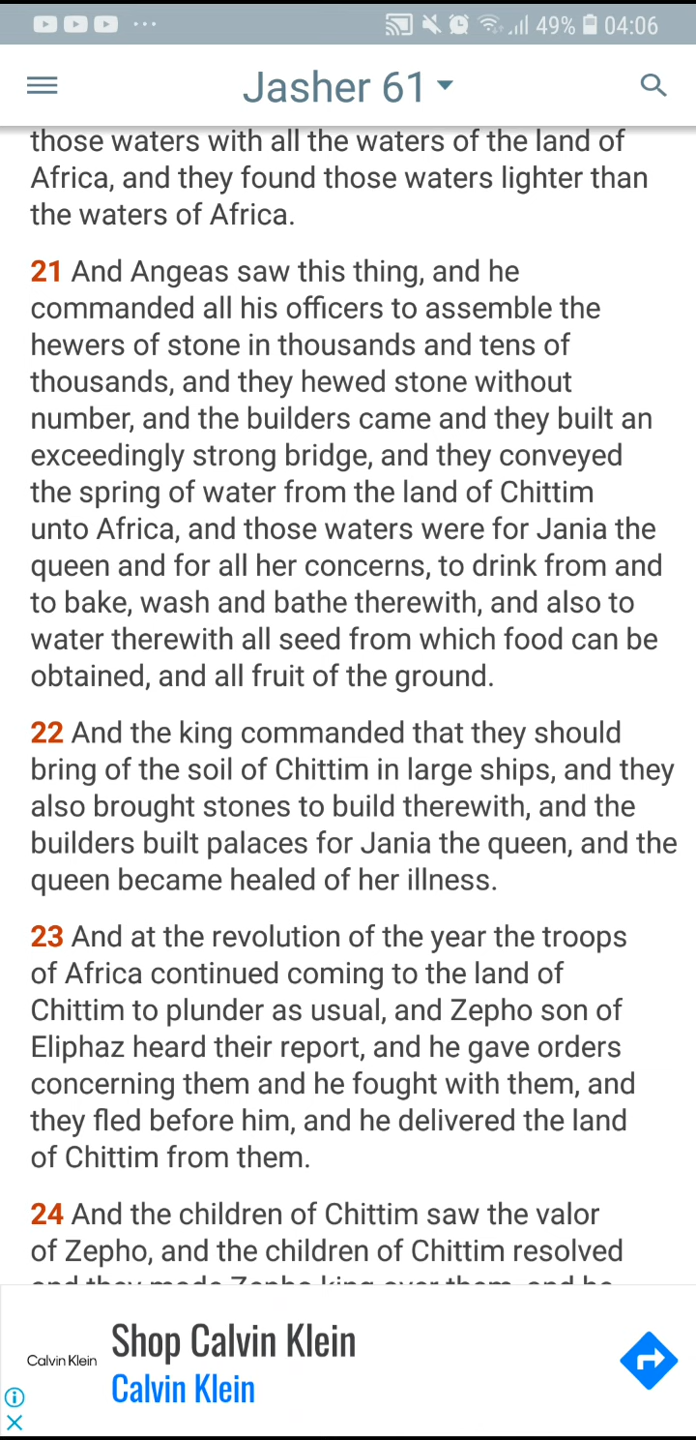 49% 04:06
Jasher 61
those waters with all the waters of the land of
Africa, and they found those waters lighter than
the waters of Africa.
21 And Angeas saw this thing, and he
commanded all his officers to assemble the
hewers of stone in thousands and tens of
thousands, and they hewed stone without
number, and the builders came and they built an
exceedingly strong bridge, and they conveyed
the spring of water from the land of Chittim
unto Africa, and those waters were for Jania the
queen and for all her concerns, to drink from and
to bake, wash and bathe therewith, and also to
water therewith all seed from which food can be
obtained, and all fruit of the ground.
22 And the king commanded that they should
bring of the soil of Chittim in large ships, and they
also brought stones to build therewith, and the
builders built palaces for Jania the queen, and the
queen became healed of her illness.
23 And at the revolution of the year the troops
of Africa continued coming to the land of
Chittim to plunder as usual, and Zepho son of
Eliphaz heard their report, and he gave orders
concerning them and he fought with them, and
they fled before him, and he delivered the land
of Chittim from them.
24 And the children of Chittim saw the valor
of Zepho, and the children of Chittim resolved
and they made Zepho king over them, and he
Shop Calvin Klein
Calvin Klein
Calvin Klein